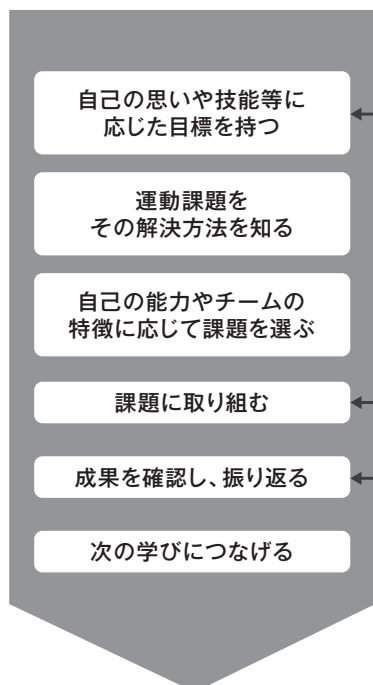 自己の思いや技能等に
応じた目標を持つ
運動課題を
その解決方法を知る
自己の能力やチームの
特徴に応じて課題を選ぶ
課題に取り組む
成果を確認し、振り返る
次の学びにつなげる